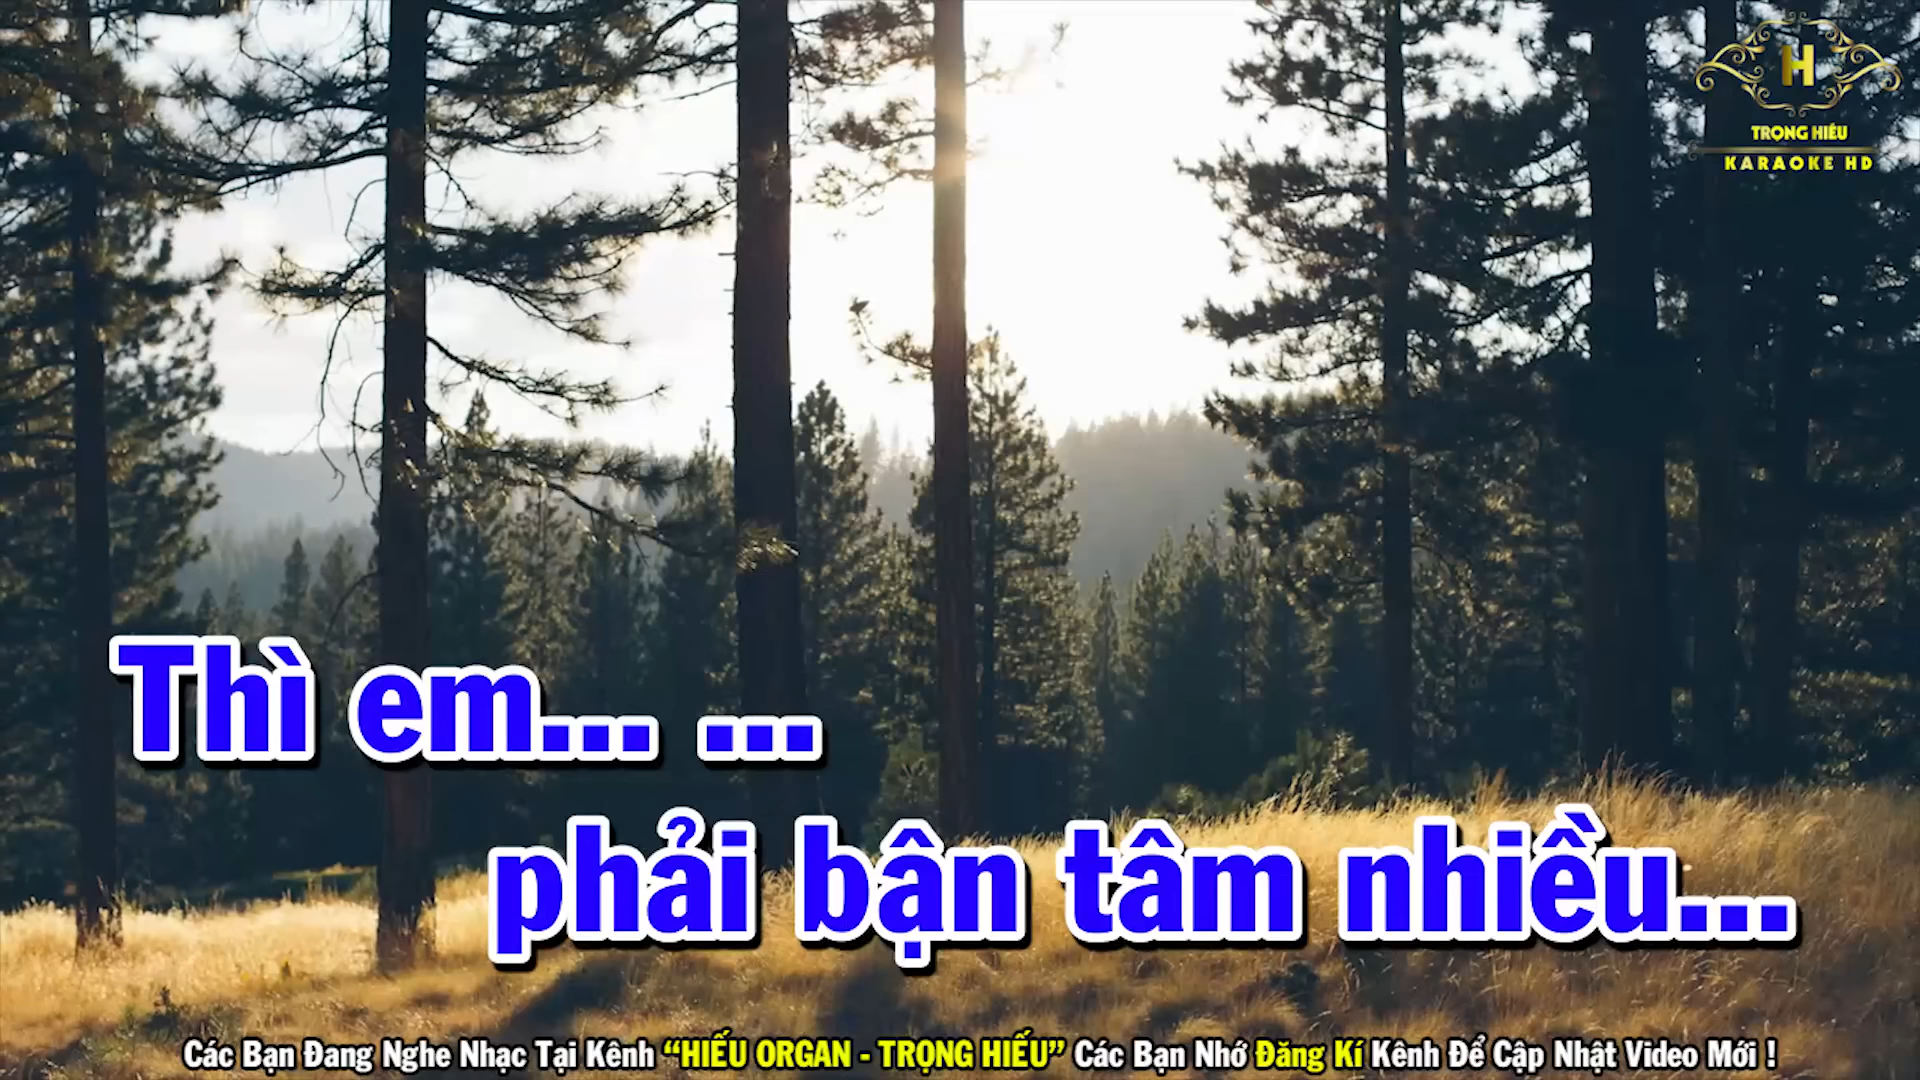 H
TRỌNG HIẾU
KARAOKE HD
Thì em... ...
phải bận tâm nhiều...
Các Bạn Đang Nghe Nhạc Tại Kênh “HIẾU ORGAN - TRỌNG HIẾU” Các Bạn Nhớ Đăng Kí Kênh Để Cập Nhật Video Mới !